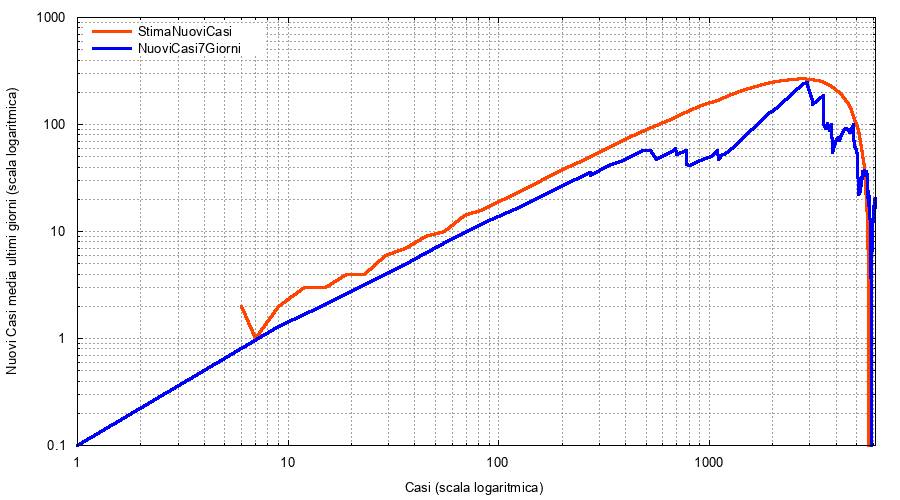 1000
StimaNuoviCasi
NuoviCasi7Giorni
100
10
1
0.1
Nuovi Casi media ultimi giorni (scala logaritmica)
1 10 100 1000
Casi (scala logaritmica)